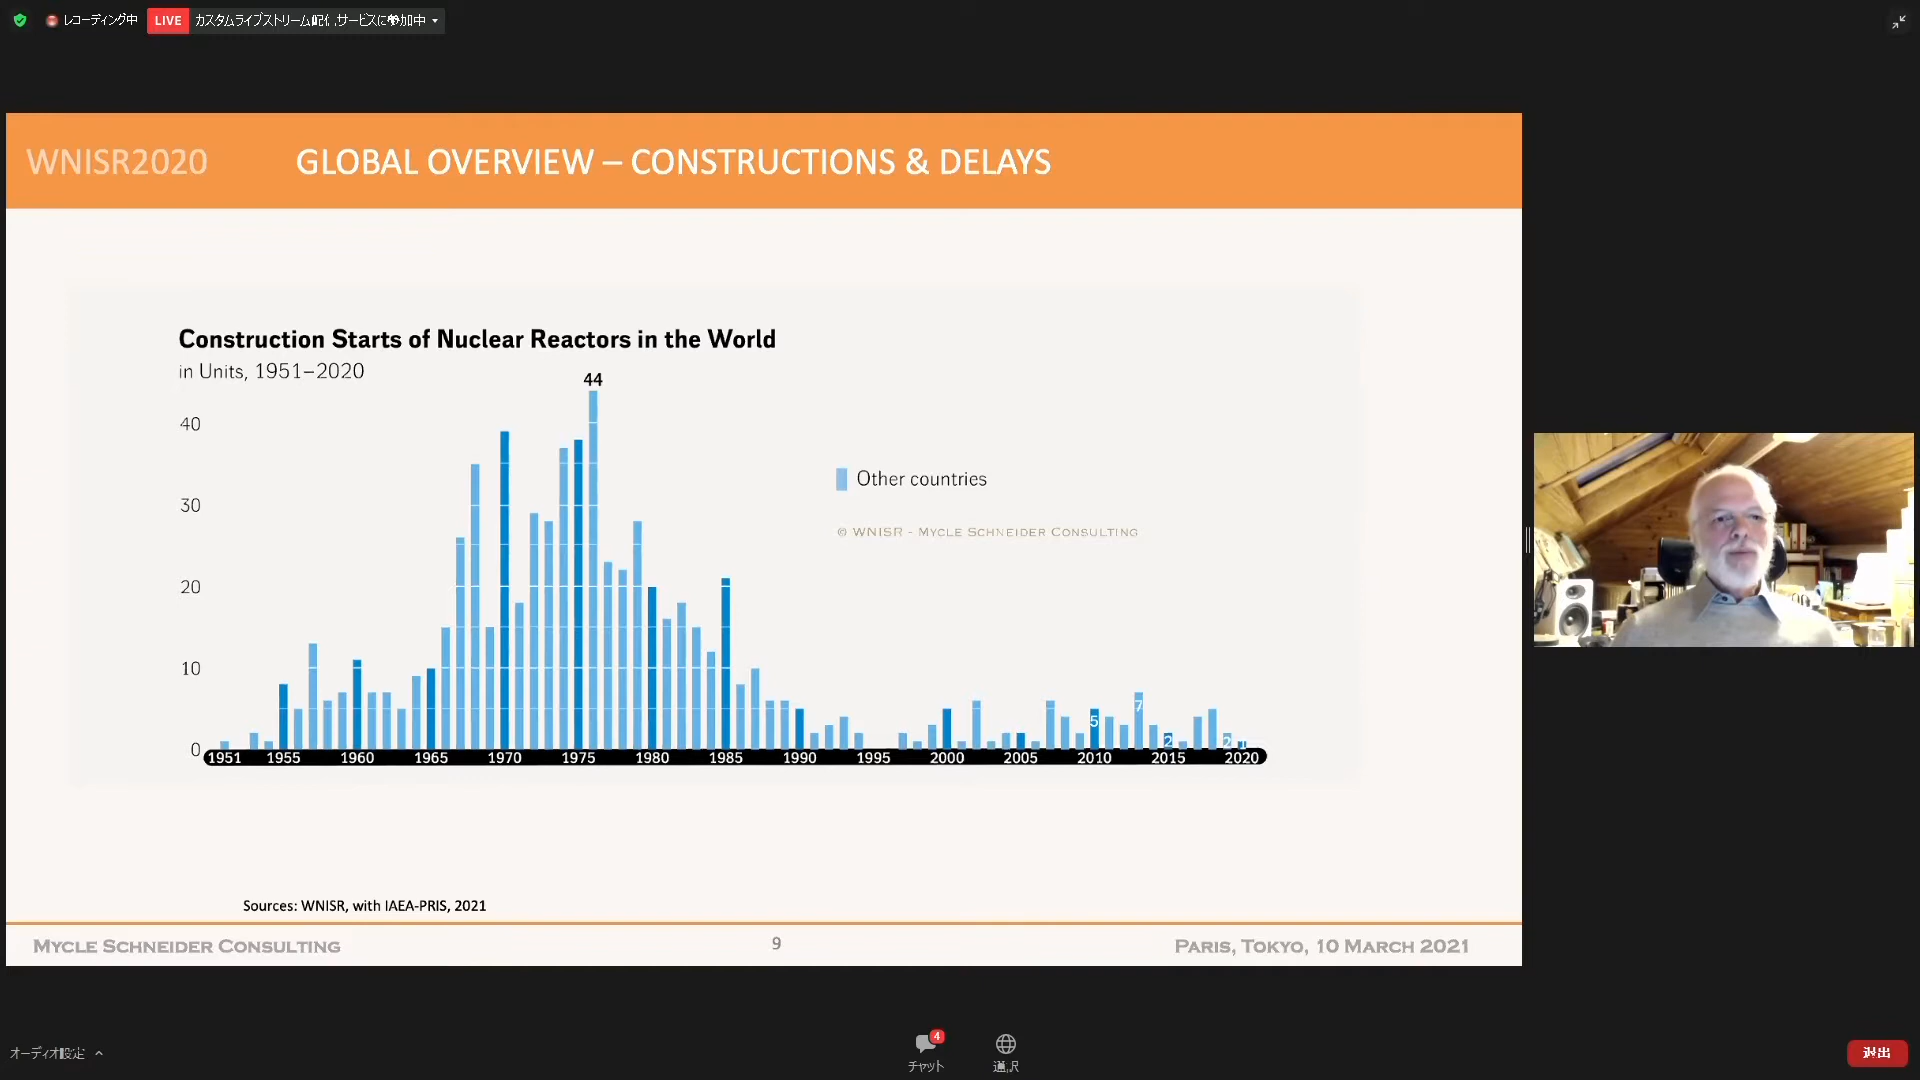 レコーディング中
LIVE
カスタムライブストリーム配信サービスに参加中
WNISR2020
GLOBAL OVERVIEW – CONSTRUCTIONS & DELAYS
Construction Starts of Nuclear Reactors in the World
in Units, 1951–2020
44
40
30
20
10
0
Other countries
© WNISR - Mycle Schneider Consulting
5
7
2
2
1
1951 1955 1960 1965 1970 1975 1980 1985 1990 1995 2000 2005 2010 2015 2020
Sources: WNISR, with IAEA-PRIS, 2021
Mycle Schneider Consulting
9
Paris, Tokyo, 10 March 2021
オーディオ設定
4
チャット
通訳
退出